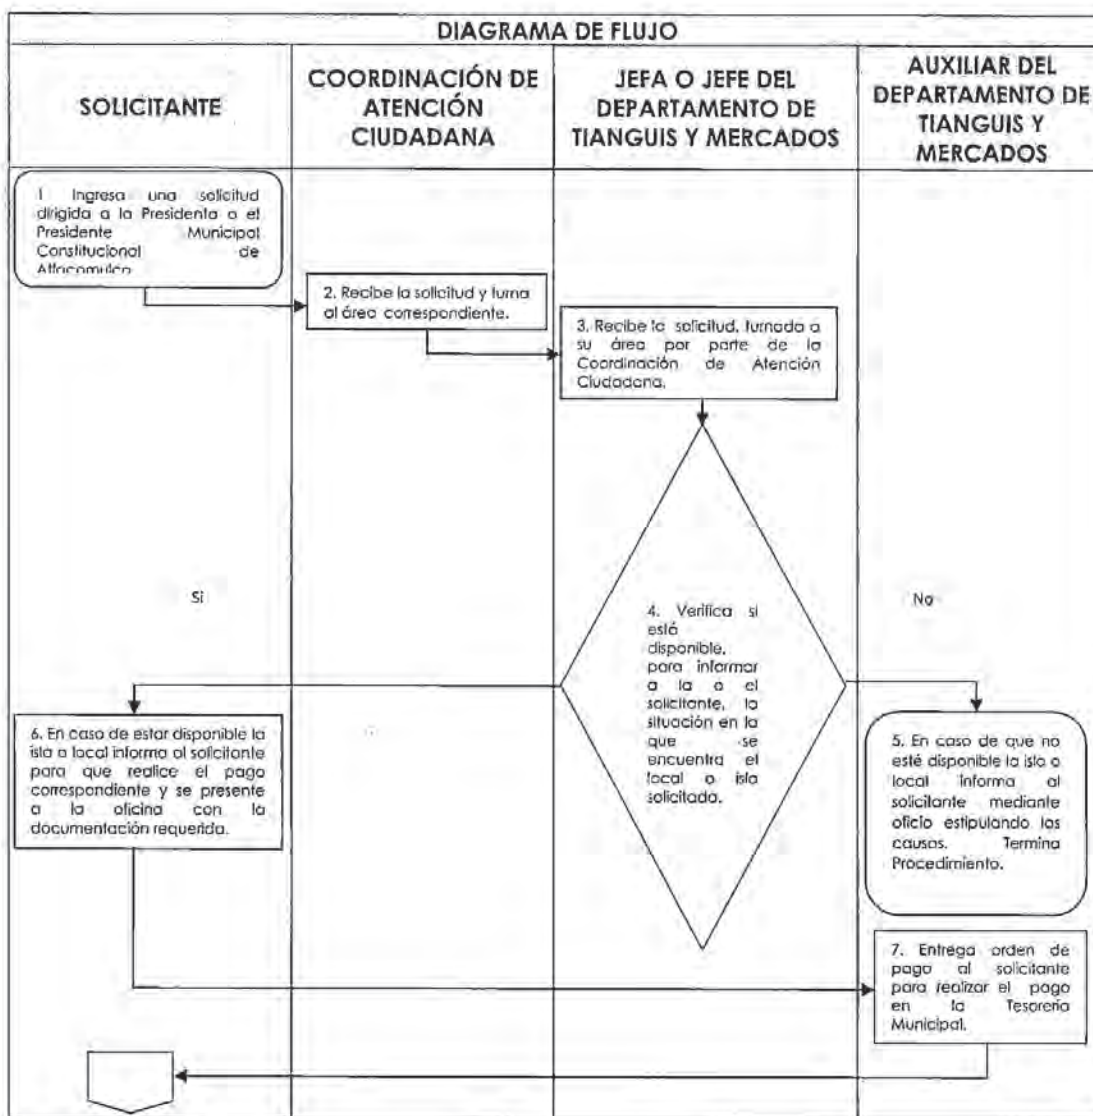 DIAGRAMA DE FLUJO
SOLICITANTE
COORDINACIÓN DE
ATENCIÓN
CIUDADANA
JEFA O JEFE DEL
DEPARTAMENTO DE
TIANGUIS Y MERCADOS
AUXILIAR DEL
DEPARTAMENTO DE
TIANGUIS Y
MERCADOS
1 Ingresa una solicitud
dirigida a la Presidenta o el
Presidente Municipal
Constitucional de
Atlacomulco
2. Recibe la solicitud y turna
al área correspondiente.
3. Recibe la solicitud, turnada a
su área por parte de la
Coordinación de Atención
Ciudadana.
Si
No
4. Verifica si
está
disponible,
para informar
a la o el
solicitante, la
situación en la
que se
encuentra el
local o isla
solicitada.
6. En caso de estar disponible la
isla o local informa al solicitante
para que realice el pago
correspondiente y se presente
a la oficina con la
documentación requerida.
5. En caso de que no
esté disponible la isla o
local informa al
solicitante mediante
oficio estipulando las
causas. Termina
Procedimiento.
7. Entrega orden de
pago al solicitante
para realizar el pago
en la Tesorería
Municipal.